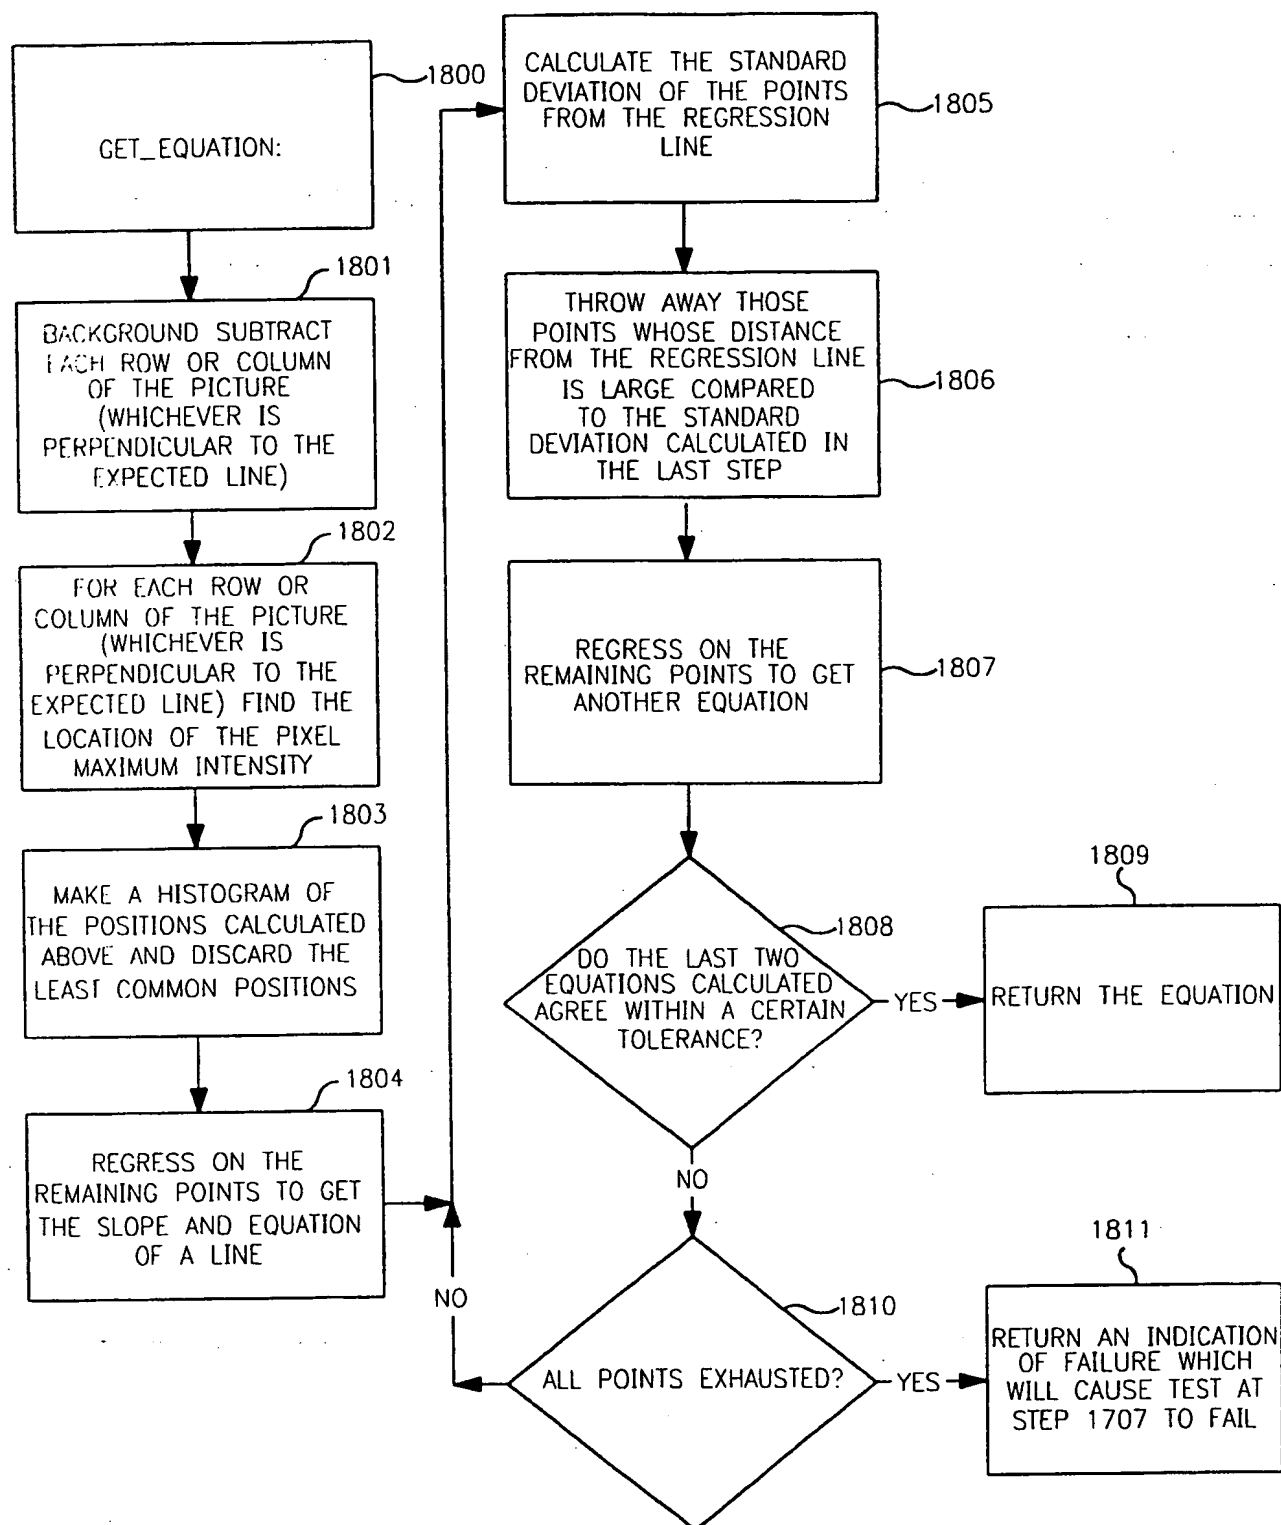 GET_EQUATION:
1800
1801
BACKGROUND SUBTRACT
EACH ROW OR COLUMN
OF THE PICTURE
(WHICHEVER IS
PERPENDICULAR TO THE
EXPECTED LINE)
1802
FOR EACH ROW OR
COLUMN OF THE PICTURE
(WHICHEVER IS
PERPENDICULAR TO THE
EXPECTED LINE) FIND THE
LOCATION OF THE PIXEL
MAXIMUM INTENSITY
1803
MAKE A HISTOGRAM OF
THE POSITIONS CALCULATED
ABOVE AND DISCARD THE
LEAST COMMON POSITIONS
1804
REGRESS ON THE
REMAINING POINTS TO GET
THE SLOPE AND EQUATION
OF A LINE
CALCULATE THE STANDARD
DEVIATION OF THE POINTS
FROM THE REGRESSION
LINE
1805
THROW AWAY THOSE
POINTS WHOSE DISTANCE
FROM THE REGRESSION LINE
IS LARGE COMPARED
TO THE STANDARD
DEVIATION CALCULATED IN
THE LAST STEP
1806
REGRESS ON THE
REMAINING POINTS TO GET
ANOTHER EQUATION
1807
1808
DO THE LAST TWO
EQUATIONS CALCULATED
AGREE WITHIN A CERTAIN
TOLERANCE?
YES
1809
RETURN THE EQUATION
NO
1810
ALL POINTS EXHAUSTED?
NO
YES
1811
RETURN AN INDICATION
OF FAILURE WHICH
WILL CAUSE TEST AT
STEP 1707 TO FAIL